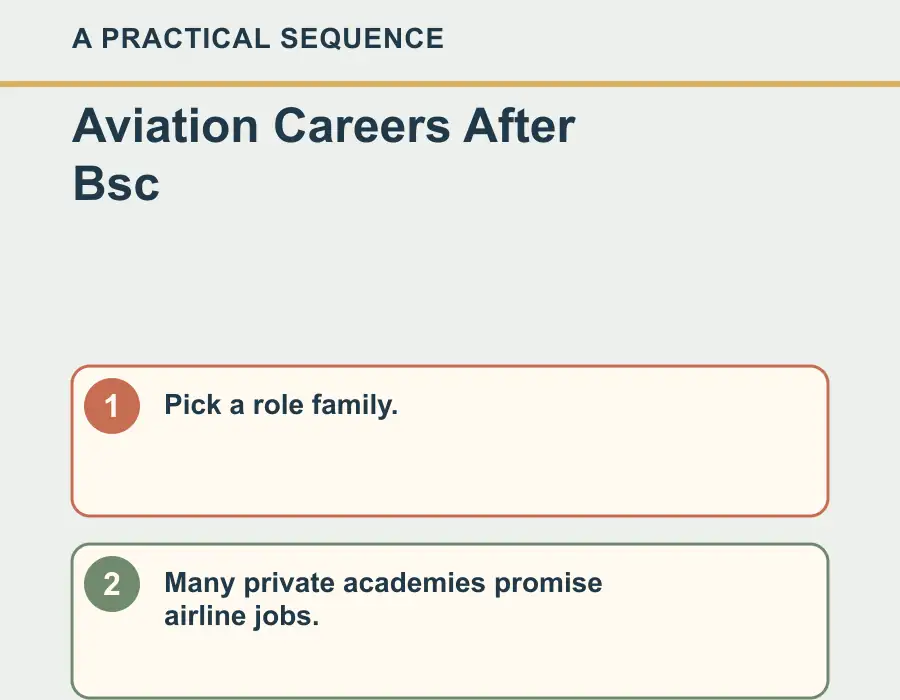 A PRACTICAL SEQUENCE
Aviation Careers After
Bsc
1
Pick a role family.
2
Many private academies promise
airline jobs.